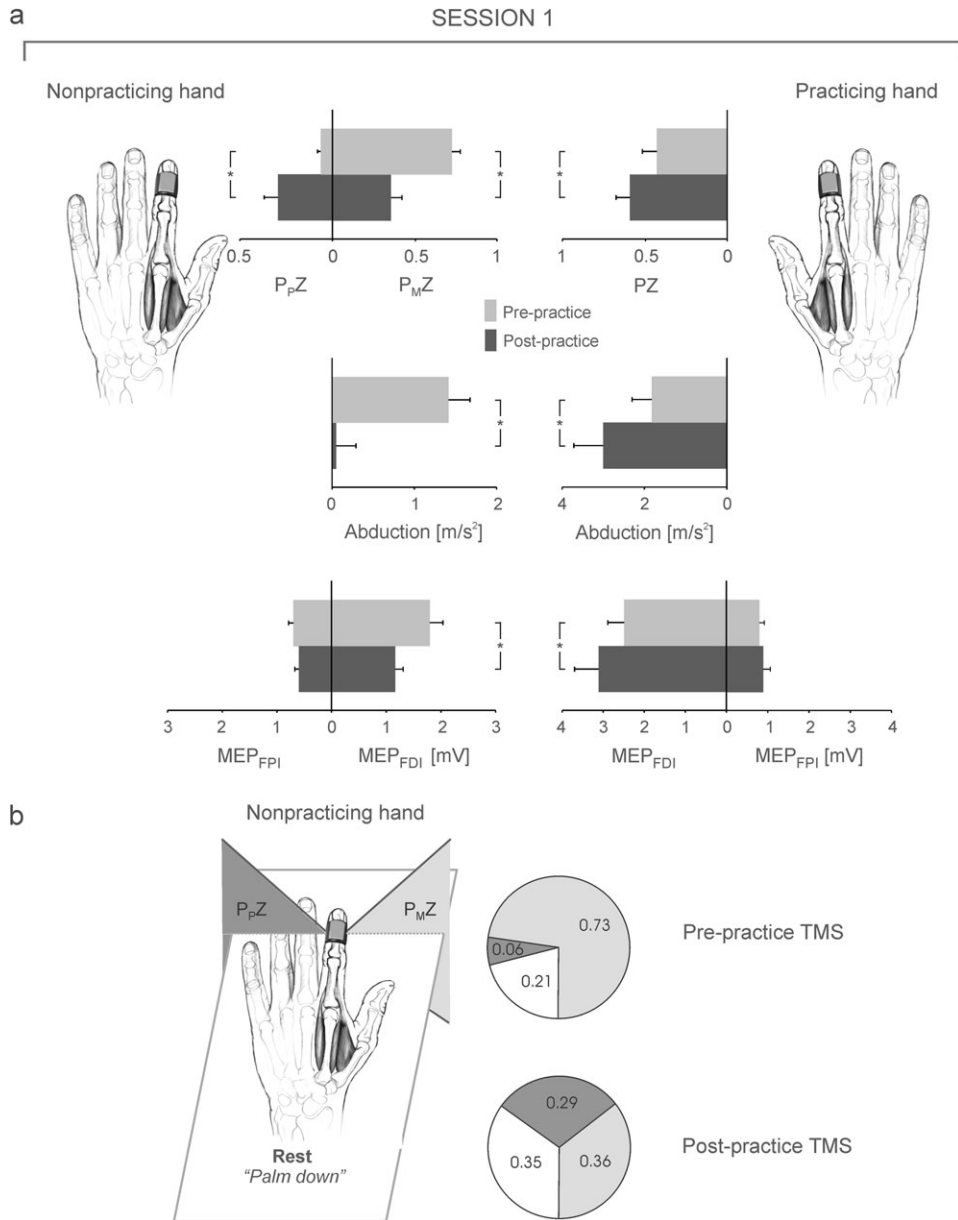 a
SESSION 1
Nonpracticing hand
Practicing hand
* * *
0.5 0 0.5 1
1 0.5 0
PₚZ PₘZ
PZ
Pre-practice
Post-practice
* *
0 1 2
4 2 0
Abduction [m/s²]
Abduction [m/s²]
* *
3 2 1 0 1 2 3
4 3 2 1 0 1 2 3 4
MEP_FPI MEP_FDI [mV]
MEP_FDI MEP_FPI [mV]
b
Nonpracticing hand
PₚZ PₘZ
0.73
0.06
0.21
Pre-practice TMS
0.29
0.35 0.36
Post-practice TMS
Rest
"Palm down"